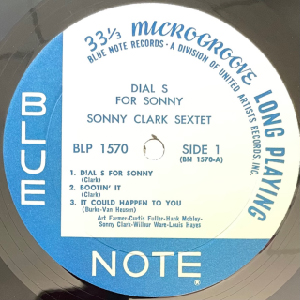 33⅓ MICROGROOVE LONG PLAYING
BLUE NOTE RECORDS - A DIVISION OF UNITED ARTISTS RECORDS, INC.
DIAL S
FOR SONNY
SONNY CLARK SEXTET
BLP 1570 SIDE 1
(BN 1570-A)
1. DIAL S FOR SONNY
(Clark)
2. BOOTIN' IT
(Clark)
3. IT COULD HAPPEN TO YOU
(Burke-Van Heusen)
Art Farmer-Curtis Fuller-Hank Mobley-
Sonny Clark-Wilbur Ware-Louis Hayes
BLUE
NOTE ®